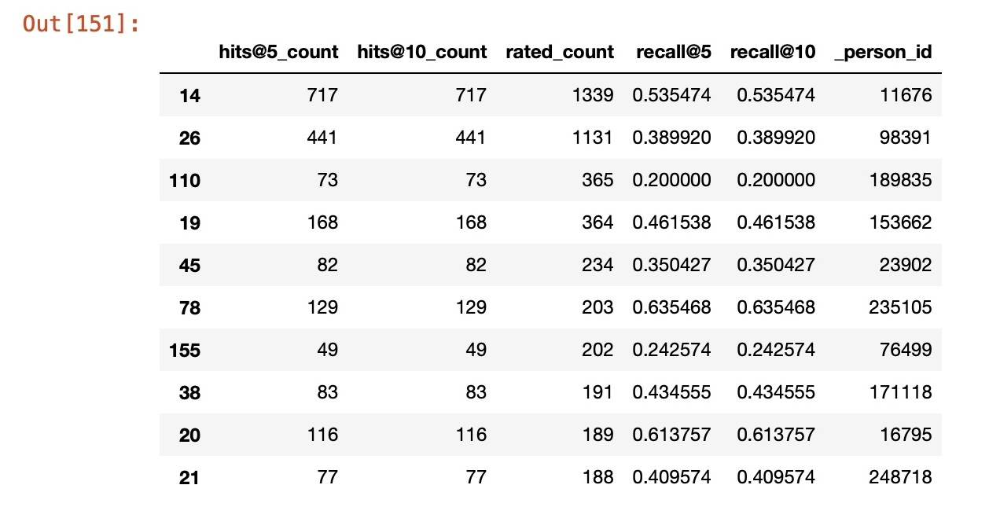 Out[151]:
hits@5_count hits@10_count rated_count recall@5 recall@10 _person_id
14 717 717 1339 0.535474 0.535474 11676
26 441 441 1131 0.389920 0.389920 98391
110 73 73 365 0.200000 0.200000 189835
19 168 168 364 0.461538 0.461538 153662
45 82 82 234 0.350427 0.350427 23902
78 129 129 203 0.635468 0.635468 235105
155 49 49 202 0.242574 0.242574 76499
38 83 83 191 0.434555 0.434555 171118
20 116 116 189 0.613757 0.613757 16795
21 77 77 188 0.409574 0.409574 248718